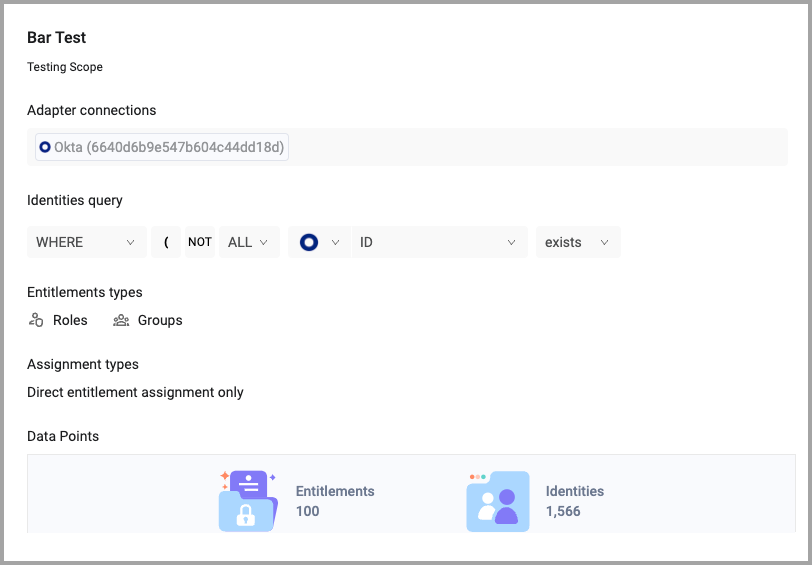 Bar Test
Testing Scope
Adapter connections
Okta (6640d6b9e547b604c44dd18d)
Identities query
WHERE ( NOT ALL ID exists
Entitlements types
Roles Groups
Assignment types
Direct entitlement assignment only
Data Points
Entitlements Identities
100 1,566